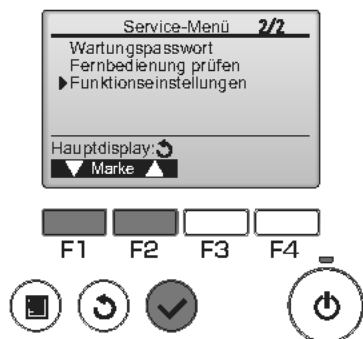 Service-Menü 2/2
Wartungspasswort
Fernbedienung prüfen
Funktionseinstellungen
Hauptdisplay:
Marke
F1 F2 F3 F4